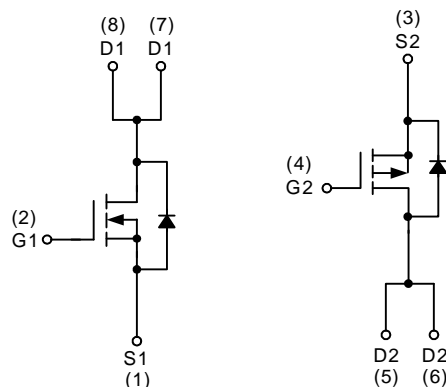 (8) (7)
D1 D1
(2)
G1
S1
(1)
(3)
S2
(4)
G2
D2 D2
(5) (6)